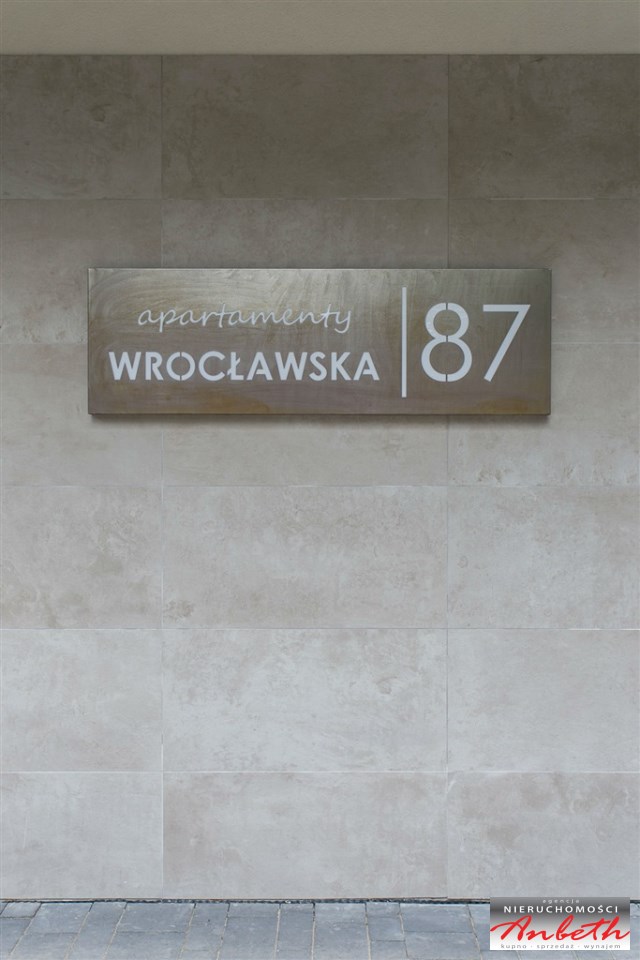 apartamenty
WROCŁAWSKA
87
agencja
NIERUCHOMOŚCI
Anbeth
kupno · sprzedaż · wynajem